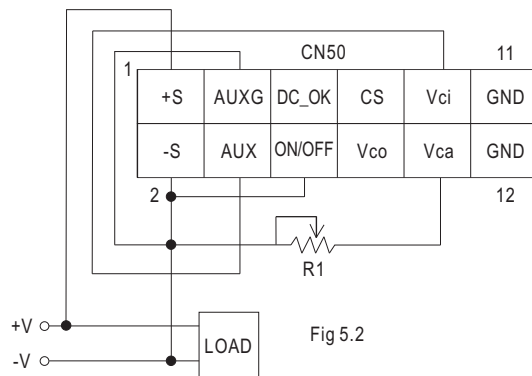 CN50
1
11
+S AUXG DC_OK CS Vci GND
-S AUX ON/OFF Vco Vca GND
2
12
R1
+V
-V
LOAD
Fig 5.2